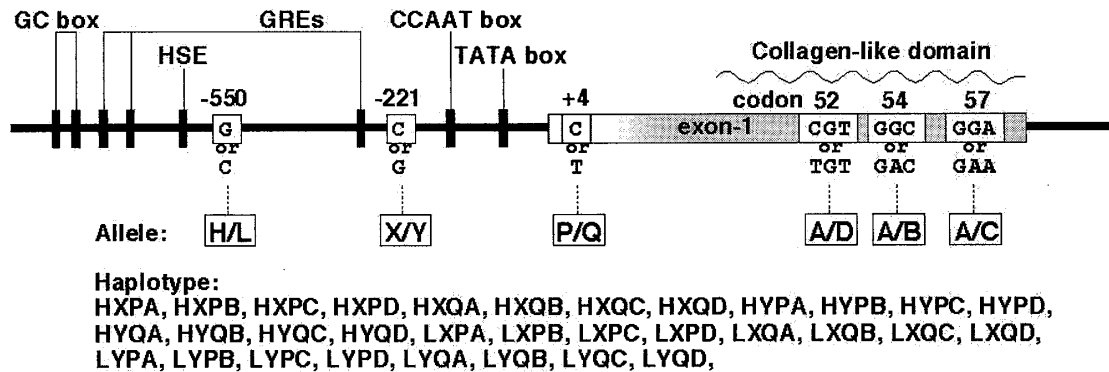 GC box GREs CCAAT box
HSE TATA box Collagen-like domain
-550 -221 +4 codon 52 54 57
G C C exon-1 CGT GGC GGA
or or or or or or
C G T TGT GAC GAA
Allele: H/L X/Y P/Q A/D A/B A/C
Haplotype:
HXPA, HXPB, HXPC, HXPD, HXQA, HXQB, HXQC, HXQD, HYPA, HYPB, HYPC, HYPD,
HYQA, HYQB, HYQC, HYQD, LXPA, LXPB, LXPC, LXPD, LXQA, LXQB, LXQC, LXQD,
LYPA, LYPB, LYPC, LYPD, LYQA, LYQB, LYQC, LYQD,